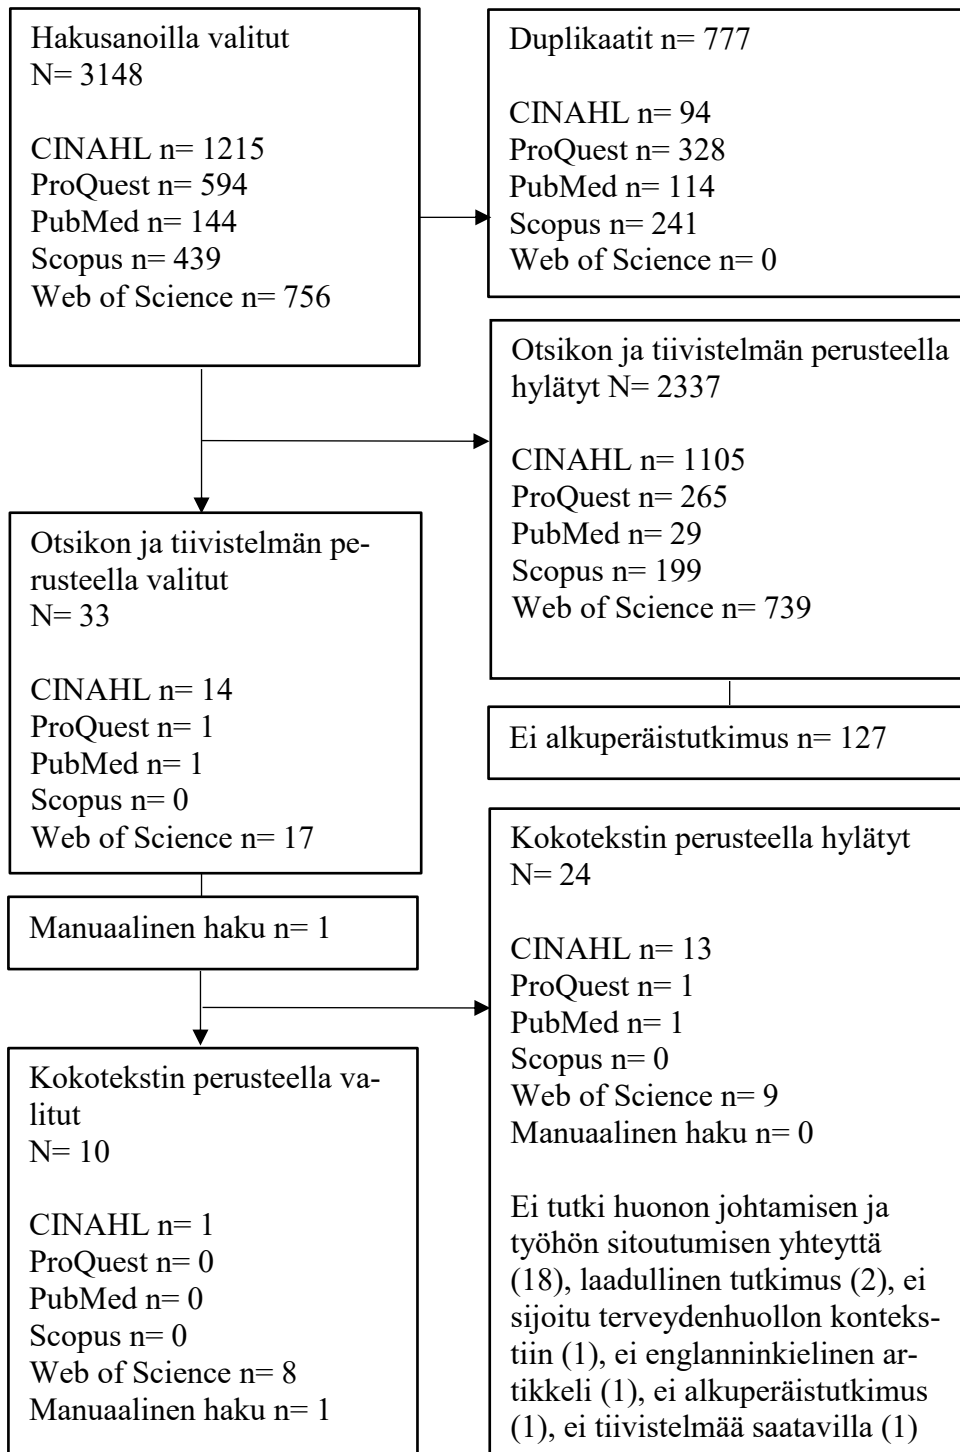 Hakusanoilla valitut
N= 3148
CINAHL n= 1215
ProQuest n= 594
PubMed n= 144
Scopus n= 439
Web of Science n= 756
Duplikaatit n= 777
CINAHL n= 94
ProQuest n= 328
PubMed n= 114
Scopus n= 241
Web of Science n= 0
Otsikon ja tiivistelmän perusteella
hylätyt N= 2337
CINAHL n= 1105
ProQuest n= 265
PubMed n= 29
Scopus n= 199
Web of Science n= 739
Ei alkuperäistutkimus n= 127
Otsikon ja tiivistelmän pe-
rusteella valitut
N= 33
CINAHL n= 14
ProQuest n= 1
PubMed n= 1
Scopus n= 0
Web of Science n= 17
Manuaalinen haku n= 1
Kokotekstin perusteella hylätyt
N= 24
CINAHL n= 13
ProQuest n= 1
PubMed n= 1
Scopus n= 0
Web of Science n= 9
Manuaalinen haku n= 0
Ei tutki huonon johtamisen ja
työhön sitoutumisen yhteyttä
(18), laadullinen tutkimus (2), ei
sijoitu terveydenhuollon konteks-
tiin (1), ei englanninkielinen ar-
tikkeli (1), ei alkuperäistutkimus
(1), ei tiivistelmää saatavilla (1)
Kokotekstin perusteella va-
litut
N= 10
CINAHL n= 1
ProQuest n= 0
PubMed n= 0
Scopus n= 0
Web of Science n= 8
Manuaalinen haku n= 1